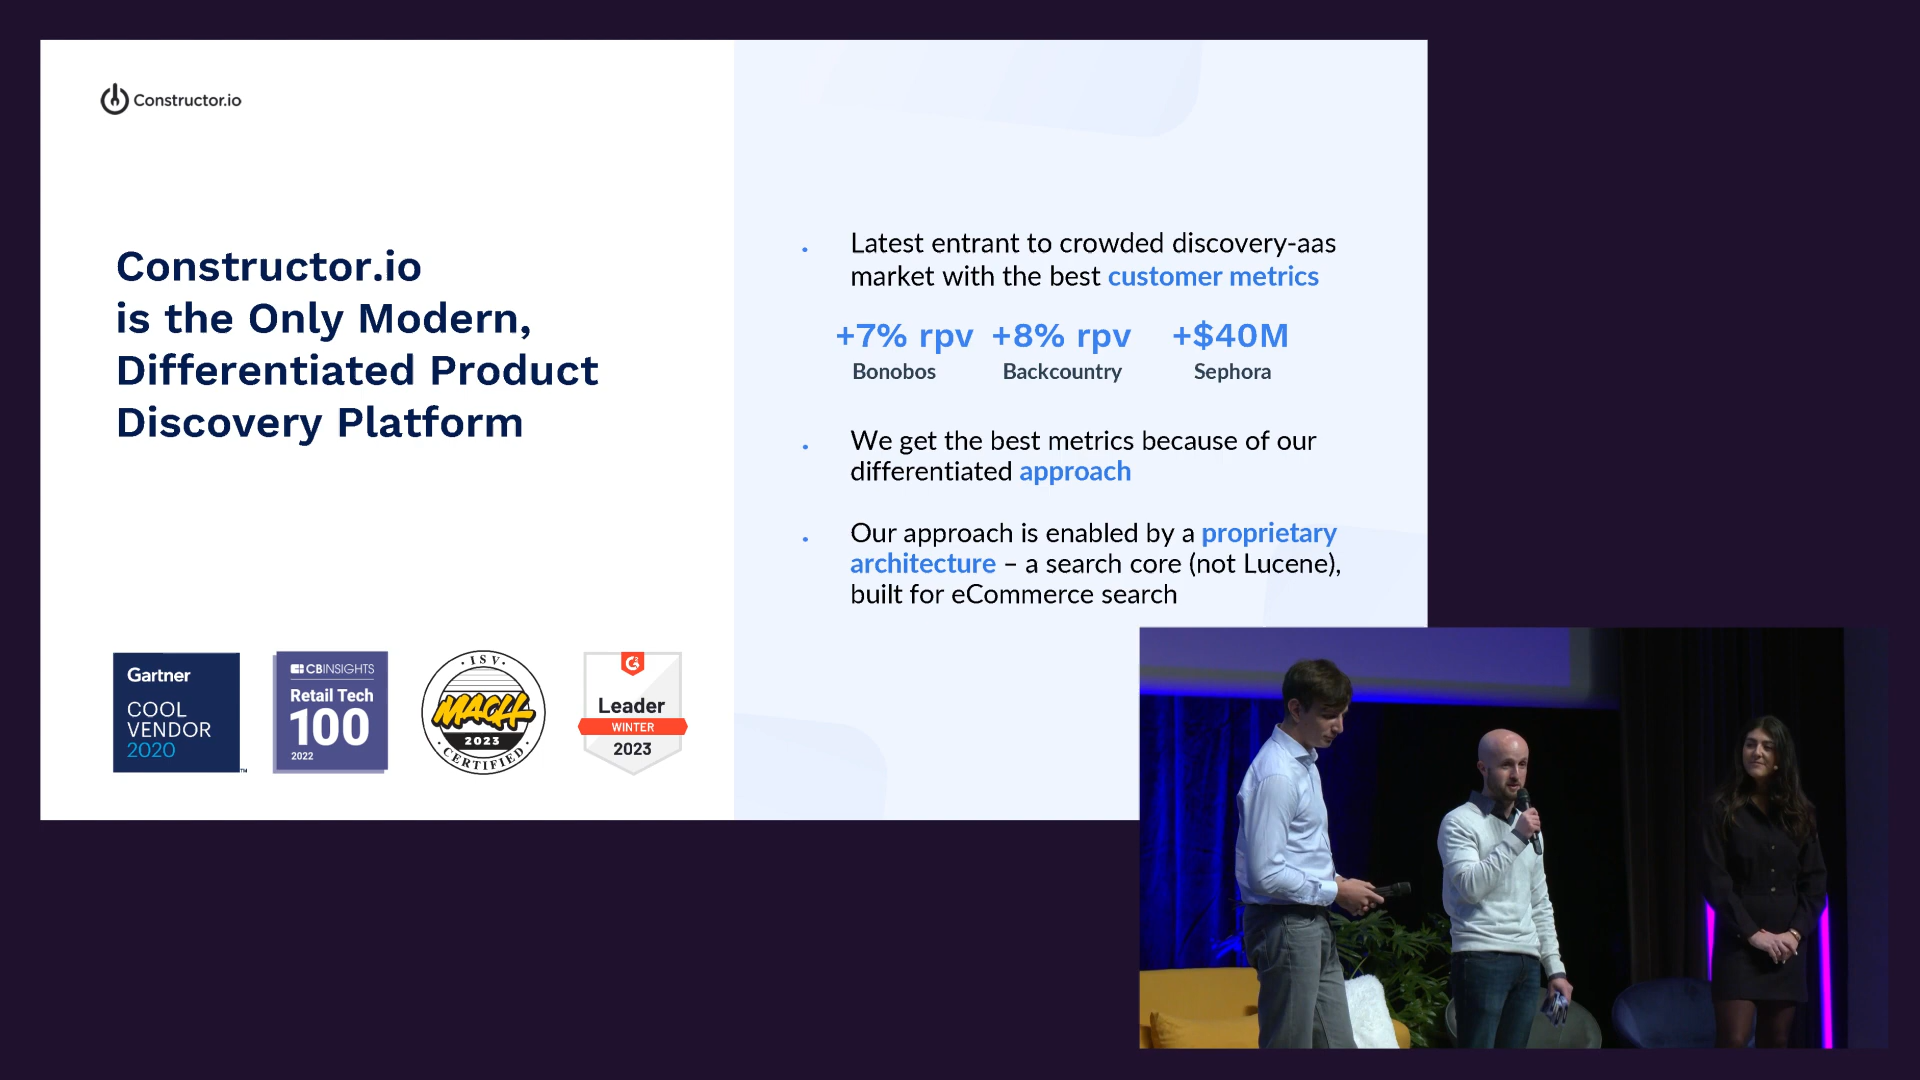 Constructor.io
Constructor.io
is the Only Modern,
Differentiated Product
Discovery Platform
Gartner
COOL
VENDOR
2020
TM
CBINSIGHTS
Retail Tech
100
2022
· ISV ·
MACH
2023
· CERTIFIED ·
G2
Leader
WINTER
2023
. Latest entrant to crowded discovery-aas
market with the best customer metrics
+7% rpv +8% rpv +$40M
Bonobos Backcountry Sephora
. We get the best metrics because of our
differentiated approach
. Our approach is enabled by a proprietary
architecture – a search core (not Lucene),
built for eCommerce search